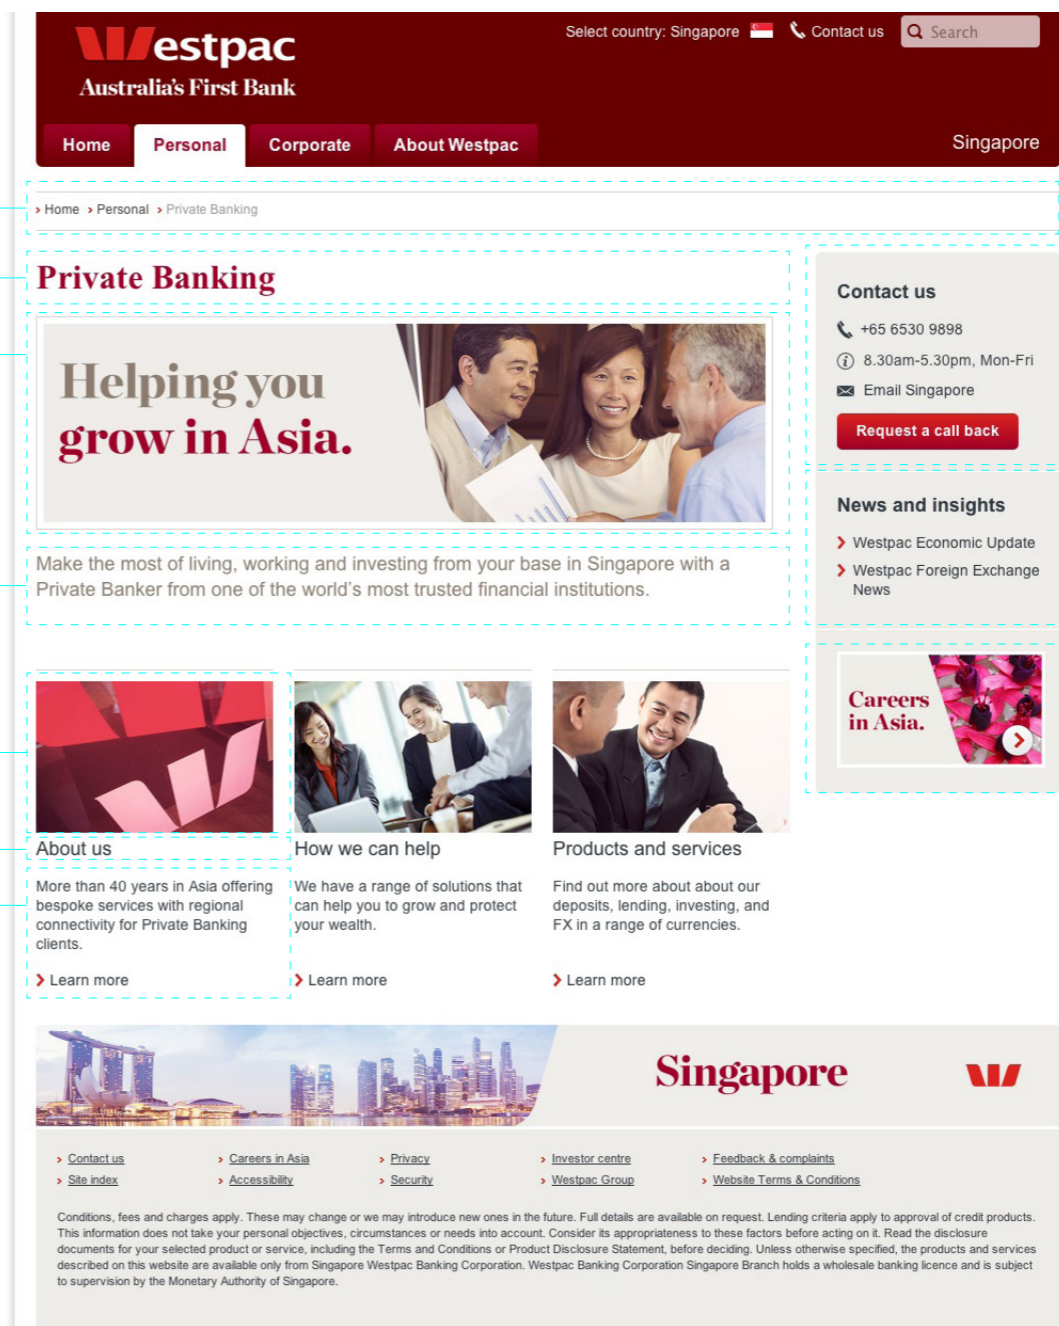 Westpac
Australia's First Bank
Select country: Singapore
Contact us
Search
Home
Personal
Corporate
About Westpac
Singapore
Home
Personal
Private Banking
Private Banking
Helping you
grow in Asia.
Make the most of living, working and investing from your base in Singapore with a
Private Banker from one of the world's most trusted financial institutions.
Contact us
+65 6530 9898
8.30am-5.30pm, Mon-Fri
Email Singapore
Request a call back
News and insights
Westpac Economic Update
Westpac Foreign Exchange
News
Careers
in Asia.
About us
More than 40 years in Asia offering
bespoke services with regional
connectivity for Private Banking
clients.
Learn more
How we can help
We have a range of solutions that
can help you to grow and protect
your wealth.
Learn more
Products and services
Find out more about about our
deposits, lending, investing, and
FX in a range of currencies.
Learn more
Singapore
Contact us
Careers in Asia
Privacy
Investor centre
Feedback & complaints
Site index
Accessibility
Security
Westpac Group
Website Terms & Conditions
Conditions, fees and charges apply. These may change or we may introduce new ones in the future. Full details are available on request. Lending criteria apply to approval of credit products.
This information does not take your personal objectives, circumstances or needs into account. Consider its appropriateness to these factors before acting on it. Read the disclosure
documents for your selected product or service, including the Terms and Conditions or Product Disclosure Statement, before deciding. Unless otherwise specified, the products and services
described on this website are available only from Singapore Westpac Banking Corporation. Westpac Banking Corporation Singapore Branch holds a wholesale banking licence and is subject
to supervision by the Monetary Authority of Singapore.